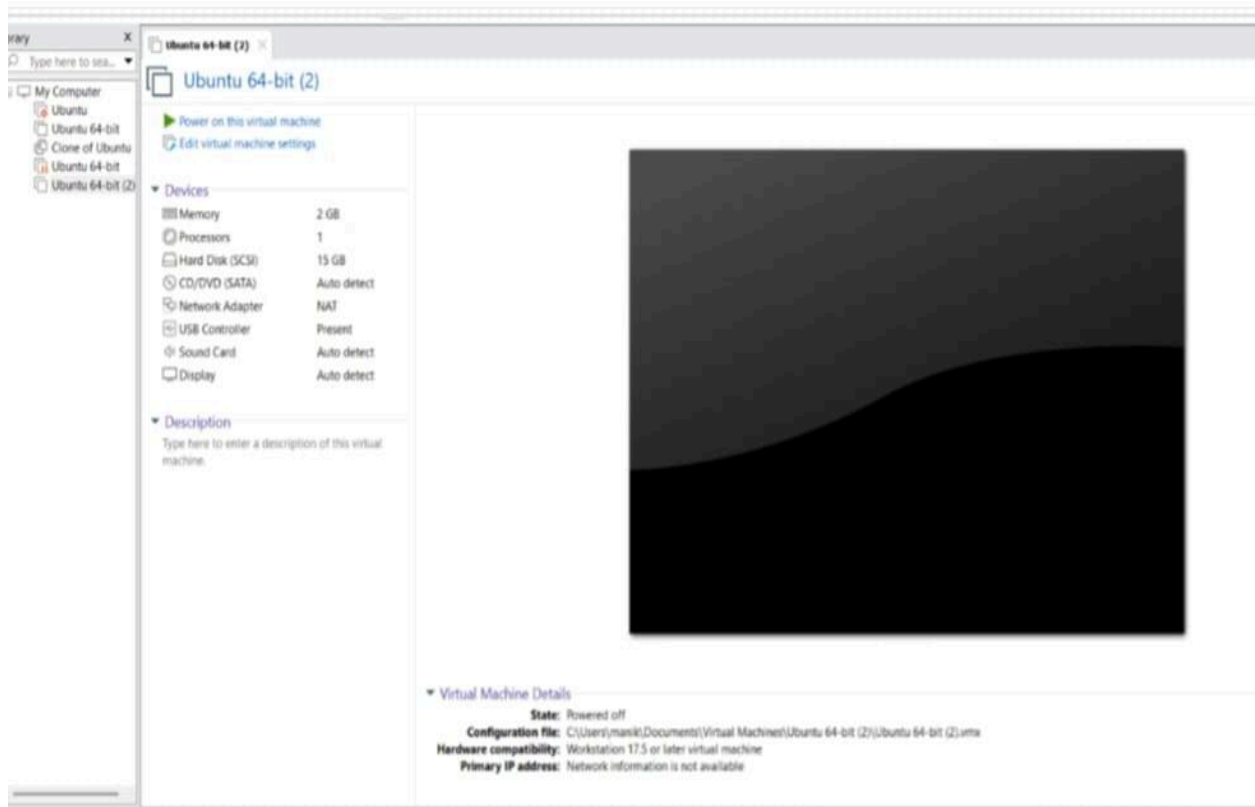 rary X
Type here to sea...
My Computer
Ubuntu
Ubuntu 64-bit
Clone of Ubuntu
Ubuntu 64-bit
Ubuntu 64-bit (2)
Ubuntu 64-bit (2)
Ubuntu 64-bit (2)
Power on this virtual machine
Edit virtual machine settings
Devices
Memory 2 GB
Processors 1
Hard Disk (SCSI) 15 GB
CD/DVD (SATA) Auto detect
Network Adapter NAT
USB Controller Present
Sound Card Auto detect
Display Auto detect
Description
Type here to enter a description of this virtual
machine.
Virtual Machine Details
State: Powered off
Configuration file: C:\Users\manik\Documents\Virtual Machines\Ubuntu 64-bit (2)\Ubuntu 64-bit (2).vmx
Hardware compatibility: Workstation 17.5 or later virtual machine
Primary IP address: Network information is not available